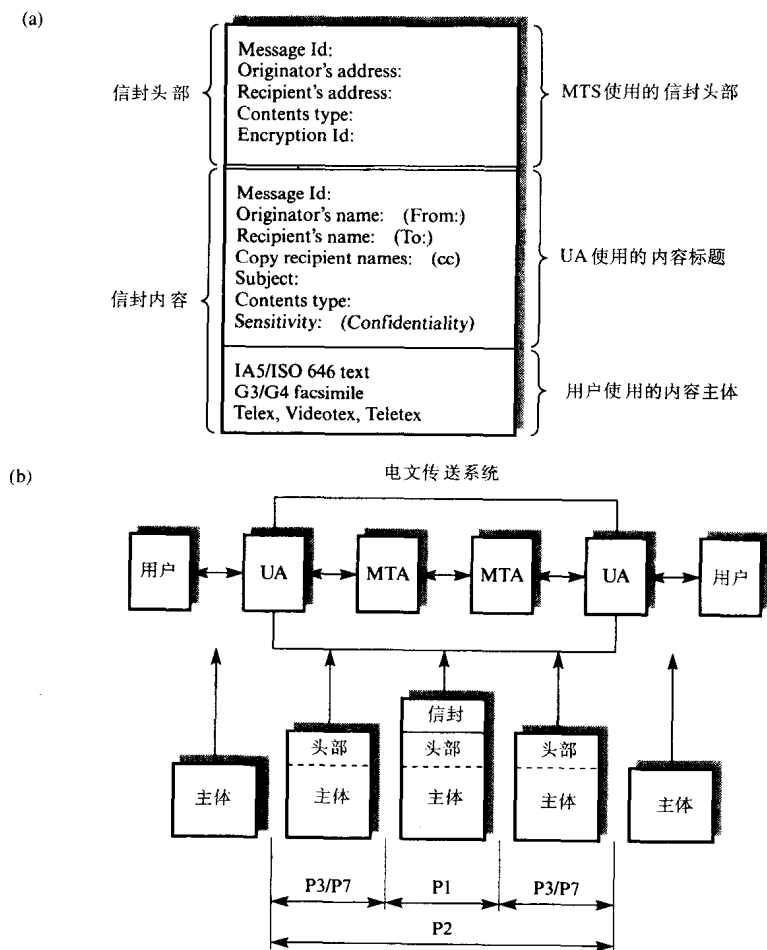 (a)
信封头部
Message Id:
Originator's address:
Recipient's address:
Contents type:
Encryption Id:
MTS使用的信封头部
信封内容
Message Id:
Originator's name: (From:)
Recipient's name: (To:)
Copy recipient names: (cc)
Subject:
Contents type:
Sensitivity: (Confidentiality)
UA使用的内容标题
IA5/ISO 646 text
G3/G4 facsimile
Telex, Videotex, Teletex
用户使用的内容主体
(b)
电文传送系统
用户 UA MTA MTA UA 用户
信封
头部 头部 头部
主体 主体 主体 主体 主体
P3/P7 P1 P3/P7
P2